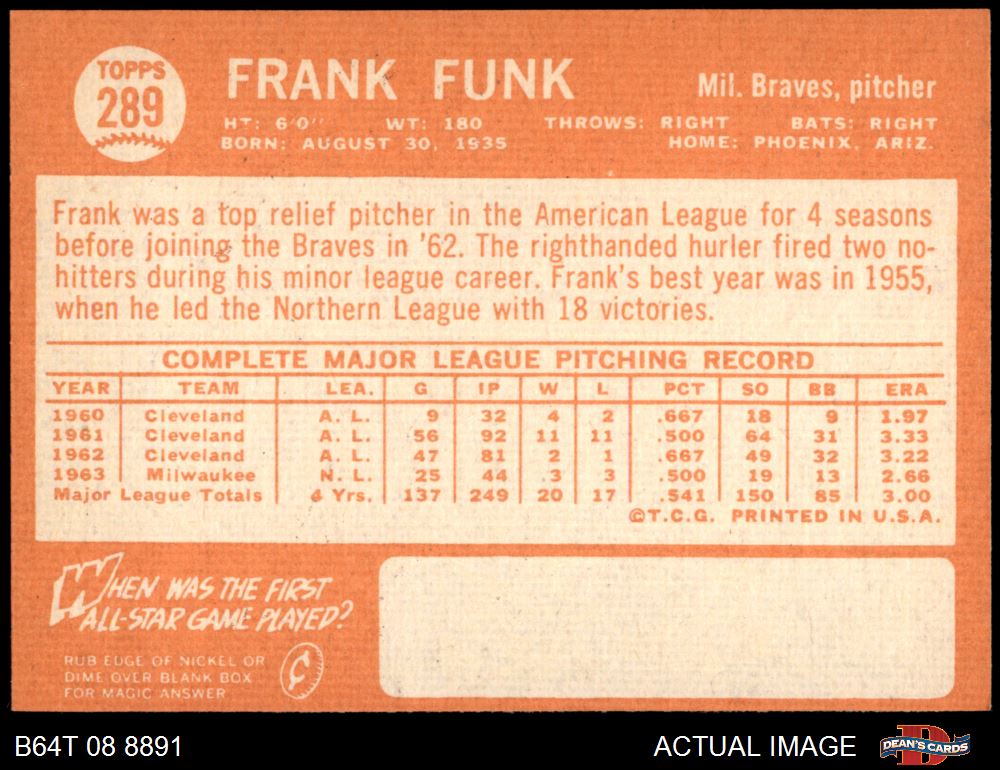 TOPPS
289
FRANK FUNK
Mil. Braves, pitcher
HT: 6'0" WT: 180 THROWS: RIGHT BATS: RIGHT
BORN: AUGUST 30, 1935 HOME: PHOENIX, ARIZ.
Frank was a top relief pitcher in the American League for 4 seasons
before joining the Braves in '62. The righthanded hurler fired two no-
hitters during his minor league career. Frank's best year was in 1955,
when he led the Northern League with 18 victories.
COMPLETE MAJOR LEAGUE PITCHING RECORD
YEAR TEAM LEA. G IP W L PCT SO BB ERA
1960 Cleveland A. L. 9 32 4 2 .667 18 9 1.97
1961 Cleveland A. L. 56 92 11 11 .500 64 31 3.33
1962 Cleveland A. L. 47 81 2 1 .667 49 32 3.22
1963 Milwaukee N. L. 25 44 3 3 .500 19 13 2.66
Major League Totals 4 Yrs. 137 249 20 17 .541 150 85 3.00
©T.C.G. PRINTED IN U.S.A.
WHEN WAS THE FIRST
ALL-STAR GAME PLAYED?
RUB EDGE OF NICKEL OR
DIME OVER BLANK BOX
FOR MAGIC ANSWER
¢
B64T 08 8891
ACTUAL IMAGE
DEAN'S CARDS